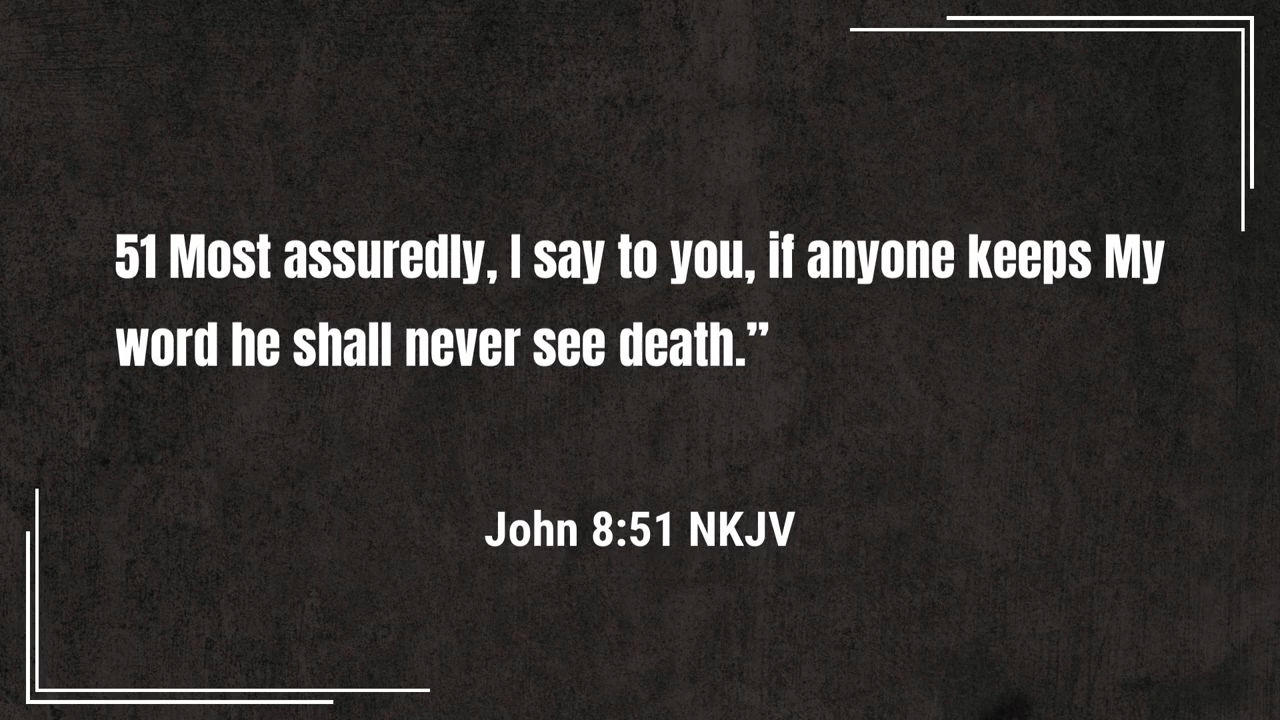 51 Most assuredly, I say to you, if anyone keeps My
word he shall never see death.”
John 8:51 NKJV